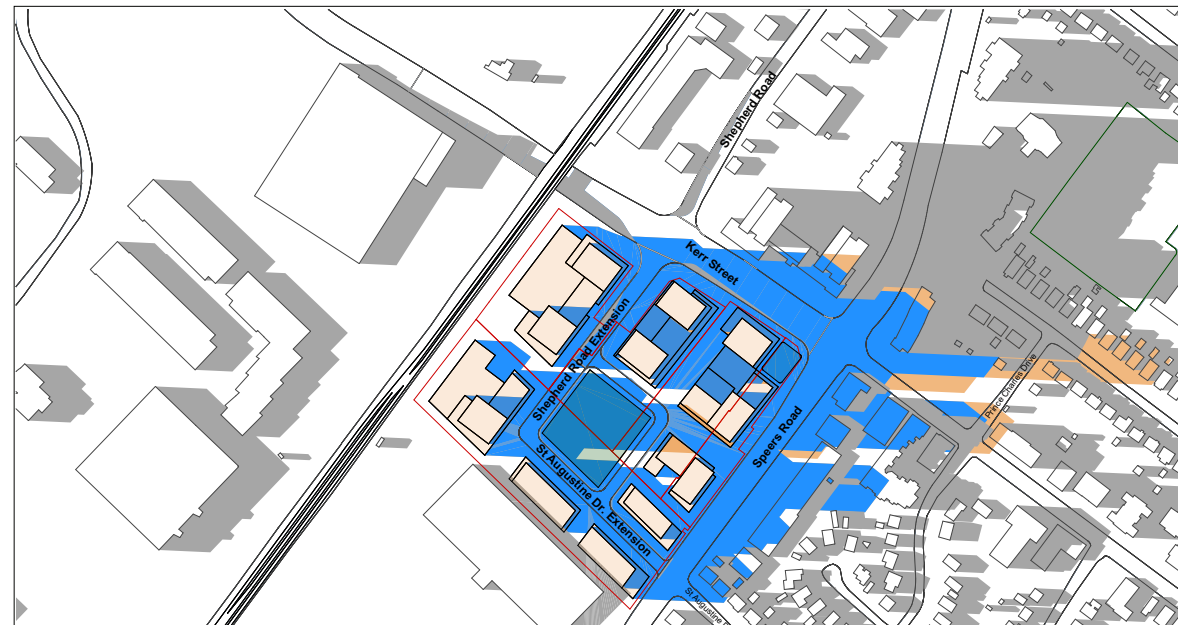 Shepherd Road
Kerr Street
Shepherd Road Extension
Prince Charles Drive
Speers Road
St Augustine Dr. Extension
St Augustine